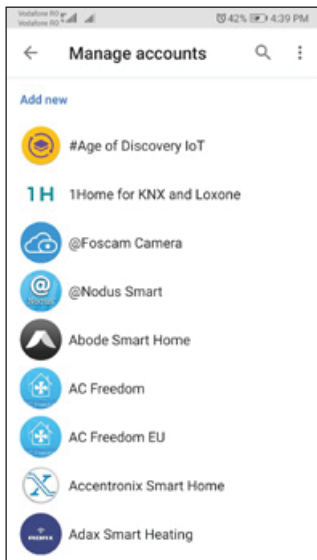 Vodafone RO
Vodafone RO
42% 4:39 PM
Manage accounts
Add new
#Age of Discovery IoT
1H 1Home for KNX and Loxone
@Foscam Camera
@ Nodus @Nodus Smart
Abode Smart Home
AC Freedom
AC Freedom EU
Accentronix Smart Home
Adax Smart Heating